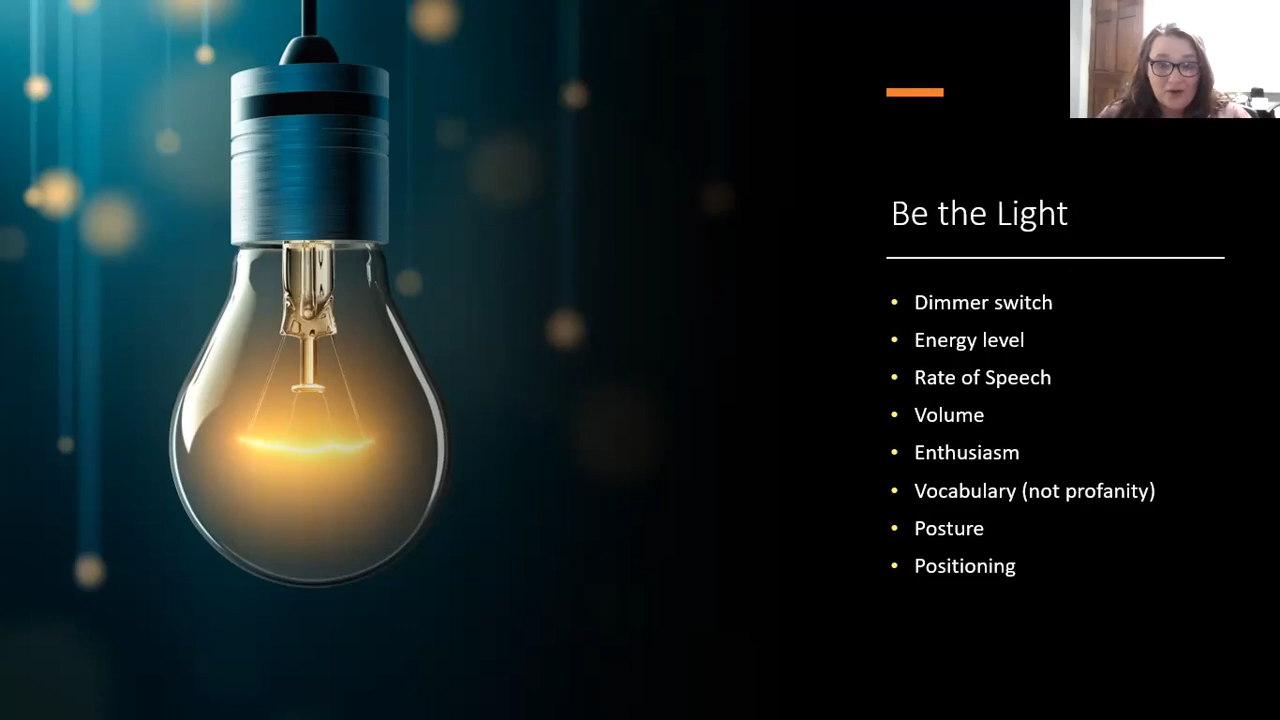 Be the Light
• Dimmer switch
• Energy level
• Rate of Speech
• Volume
• Enthusiasm
• Vocabulary (not profanity)
• Posture
• Positioning